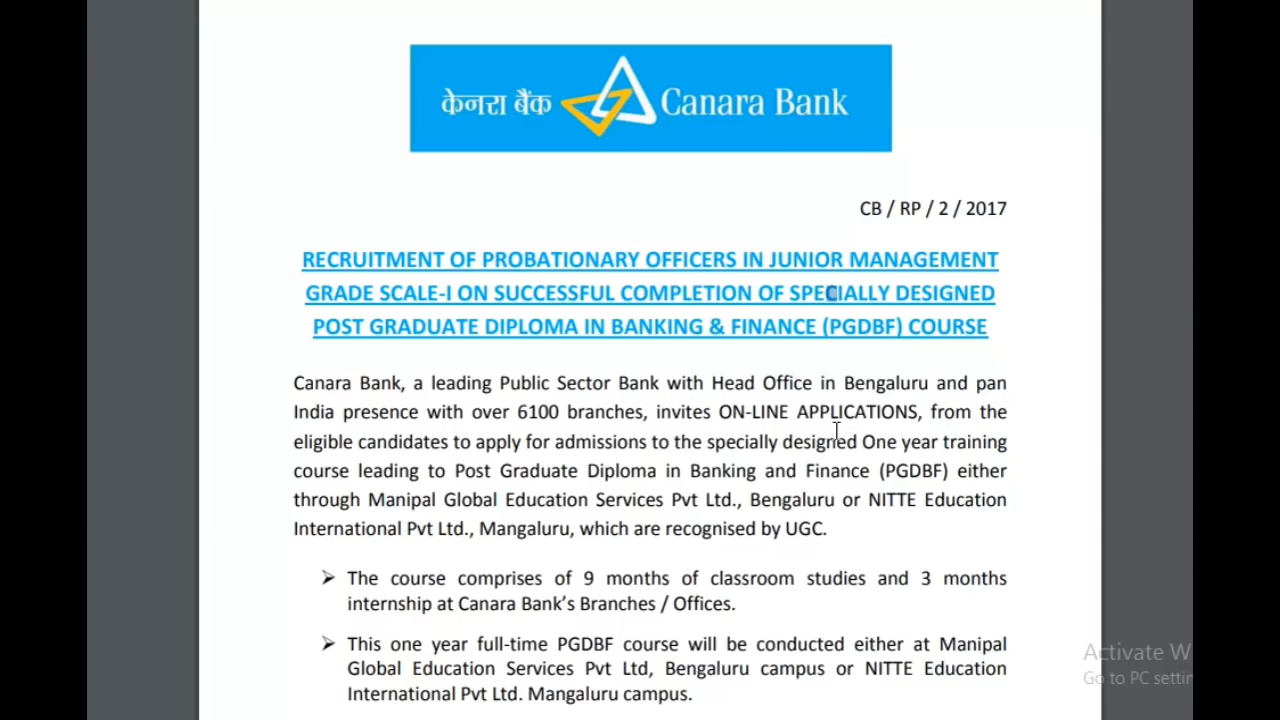 केनरा बैंक Canara Bank
CB / RP / 2 / 2017
RECRUITMENT OF PROBATIONARY OFFICERS IN JUNIOR MANAGEMENT
GRADE SCALE-I ON SUCCESSFUL COMPLETION OF SPECIALLY DESIGNED
POST GRADUATE DIPLOMA IN BANKING & FINANCE (PGDBF) COURSE
Canara Bank, a leading Public Sector Bank with Head Office in Bengaluru and pan
India presence with over 6100 branches, invites ON-LINE APPLICATIONS, from the
eligible candidates to apply for admissions to the specially designed One year training
course leading to Post Graduate Diploma in Banking and Finance (PGDBF) either
through Manipal Global Education Services Pvt Ltd., Bengaluru or NITTE Education
International Pvt Ltd., Mangaluru, which are recognised by UGC.
➢ The course comprises of 9 months of classroom studies and 3 months
internship at Canara Bank's Branches / Offices.
➢ This one year full-time PGDBF course will be conducted either at Manipal
Global Education Services Pvt Ltd, Bengaluru campus or NITTE Education
International Pvt Ltd. Mangaluru campus.
Activate W
Go to PC settin